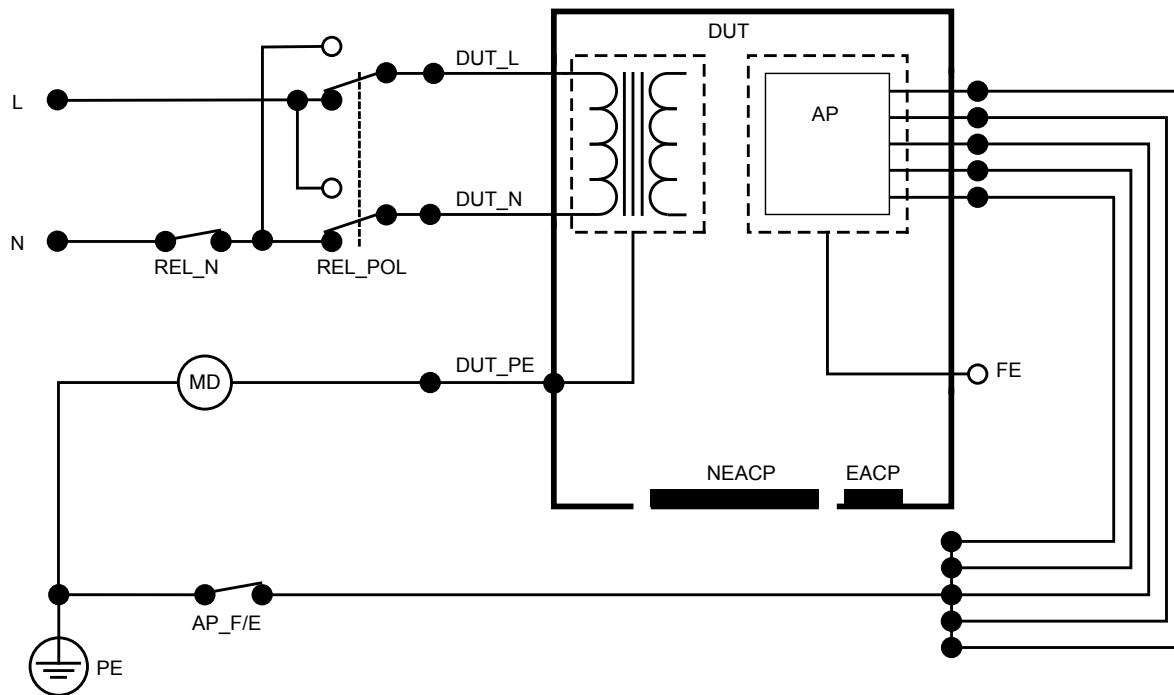 DUT
DUT_L
L
AP
DUT_N
N
REL_N
REL_POL
DUT_PE
FE
MD
NEACP
EACP
AP_F/E
PE